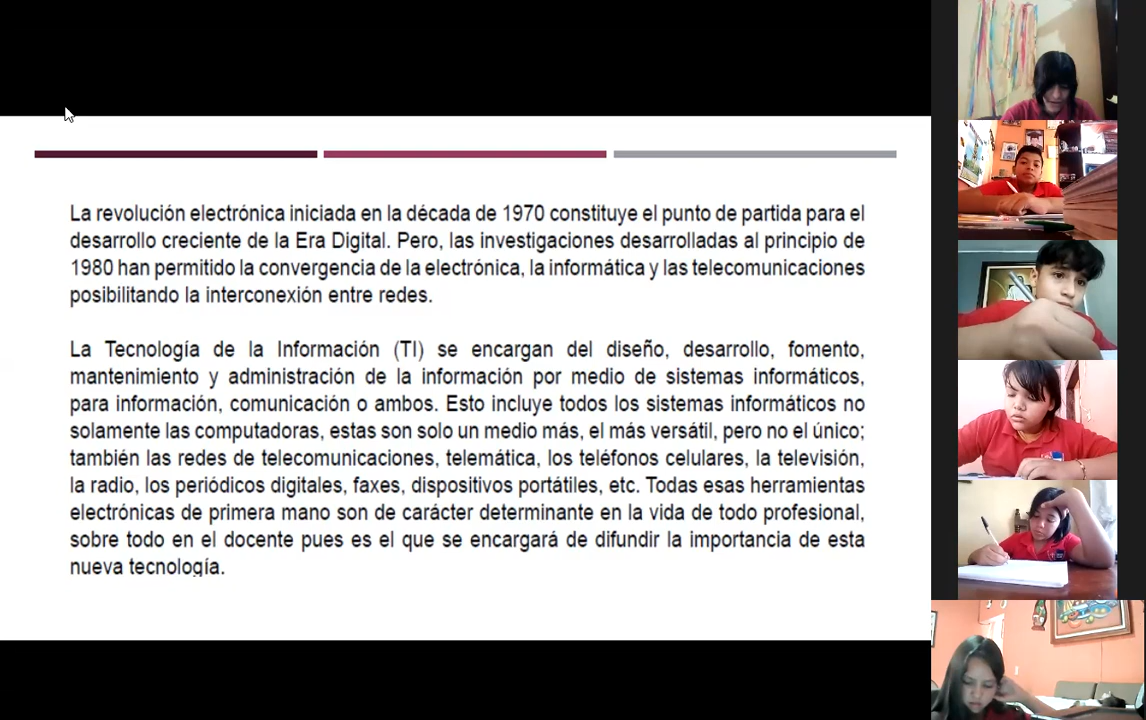 La revolución electrónica iniciada en la década de 1970 constituye el punto de partida para el
desarrollo creciente de la Era Digital. Pero, las investigaciones desarrolladas al principio de
1980 han permitido la convergencia de la electrónica, la informática y las telecomunicaciones
posibilitando la interconexión entre redes.
La Tecnología de la Información (TI) se encargan del diseño, desarrollo, fomento,
mantenimiento y administración de la información por medio de sistemas informáticos,
para información, comunicación o ambos. Esto incluye todos los sistemas informáticos no
solamente las computadoras, estas son solo un medio más, el más versátil, pero no el único;
también las redes de telecomunicaciones, telemática, los teléfonos celulares, la televisión,
la radio, los periódicos digitales, faxes, dispositivos portátiles, etc. Todas esas herramientas
electrónicas de primera mano son de carácter determinante en la vida de todo profesional,
sobre todo en el docente pues es el que se encargará de difundir la importancia de esta
nueva tecnología.